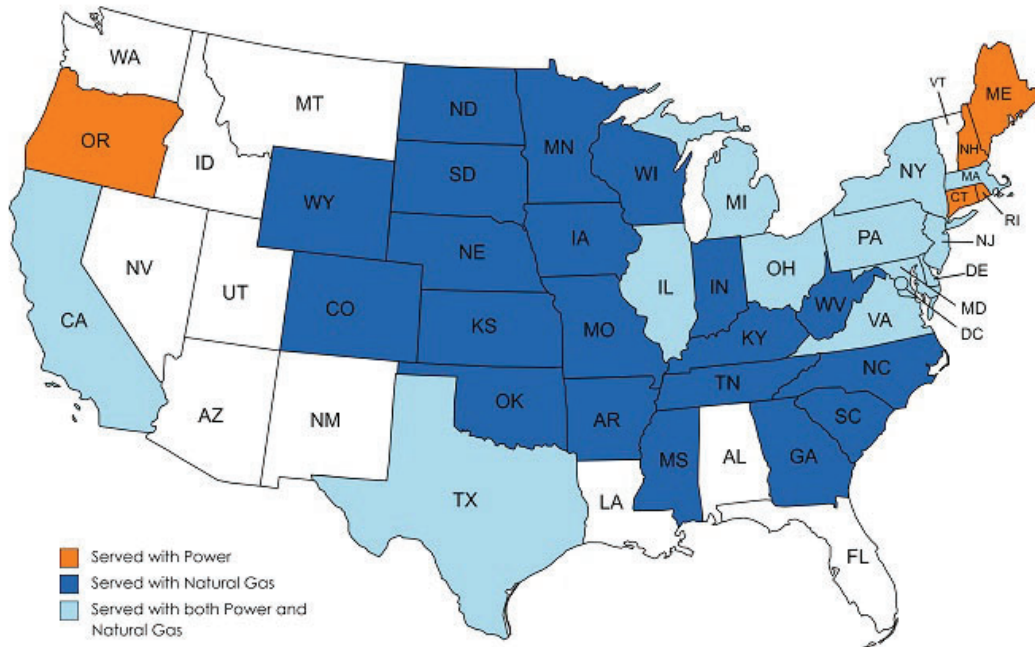 WA
MT
ND
MN
VT
ME
OR
ID
SD
WI
NH
WY
MI
NY
MA
CT
RI
NE
IA
PA
NJ
NV
UT
CO
IL
IN
OH
DE
CA
KS
MO
WV
VA
MD
KY
DC
AZ
NM
OK
AR
TN
NC
SC
MS
AL
GA
TX
LA
FL
Served with Power
Served with Natural Gas
Served with both Power and
Natural Gas